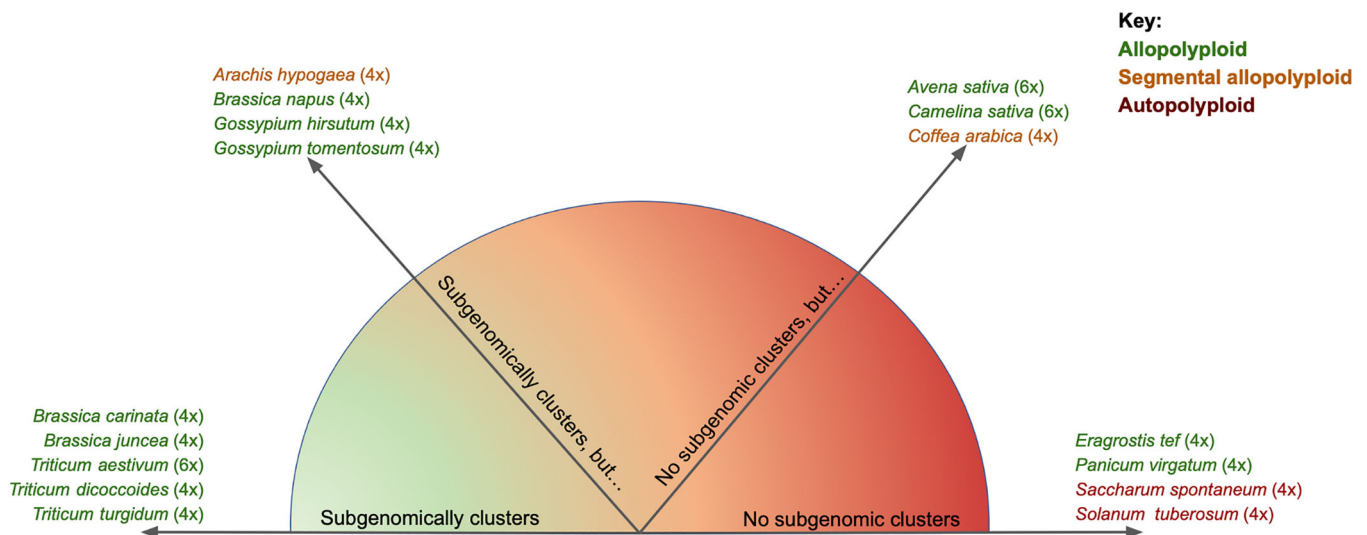 Key:
Allopolyploid
Segmental allopolyploid
Autopolyploid
Arachis hypogaea (4x)
Brassica napus (4x)
Gossypium hirsutum (4x)
Gossypium tomentosum (4x)
Avena sativa (6x)
Camelina sativa (6x)
Coffea arabica (4x)
Subgenomically clusters, but…
No subgenomic clusters, but…
Brassica carinata (4x)
Brassica juncea (4x)
Triticum aestivum (6x)
Triticum dicoccoides (4x)
Triticum turgidum (4x)
Subgenomically clusters
No subgenomic clusters
Eragrostis tef (4x)
Panicum virgatum (4x)
Saccharum spontaneum (4x)
Solanum tuberosum (4x)